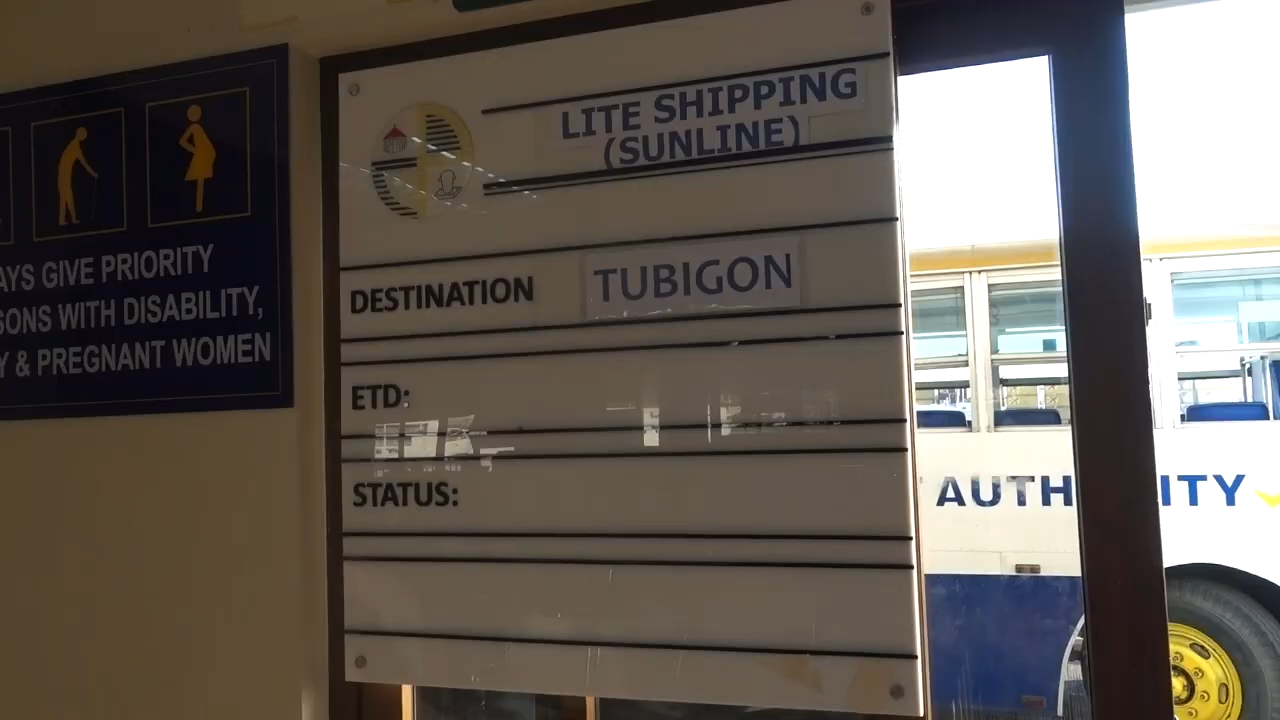 AYS GIVE PRIORITY
SONS WITH DISABILITY,
Y & PREGNANT WOMEN
LITE SHIPPING
(SUNLINE)
DESTINATION TUBIGON
ETD:
STATUS:
AUTH ITY